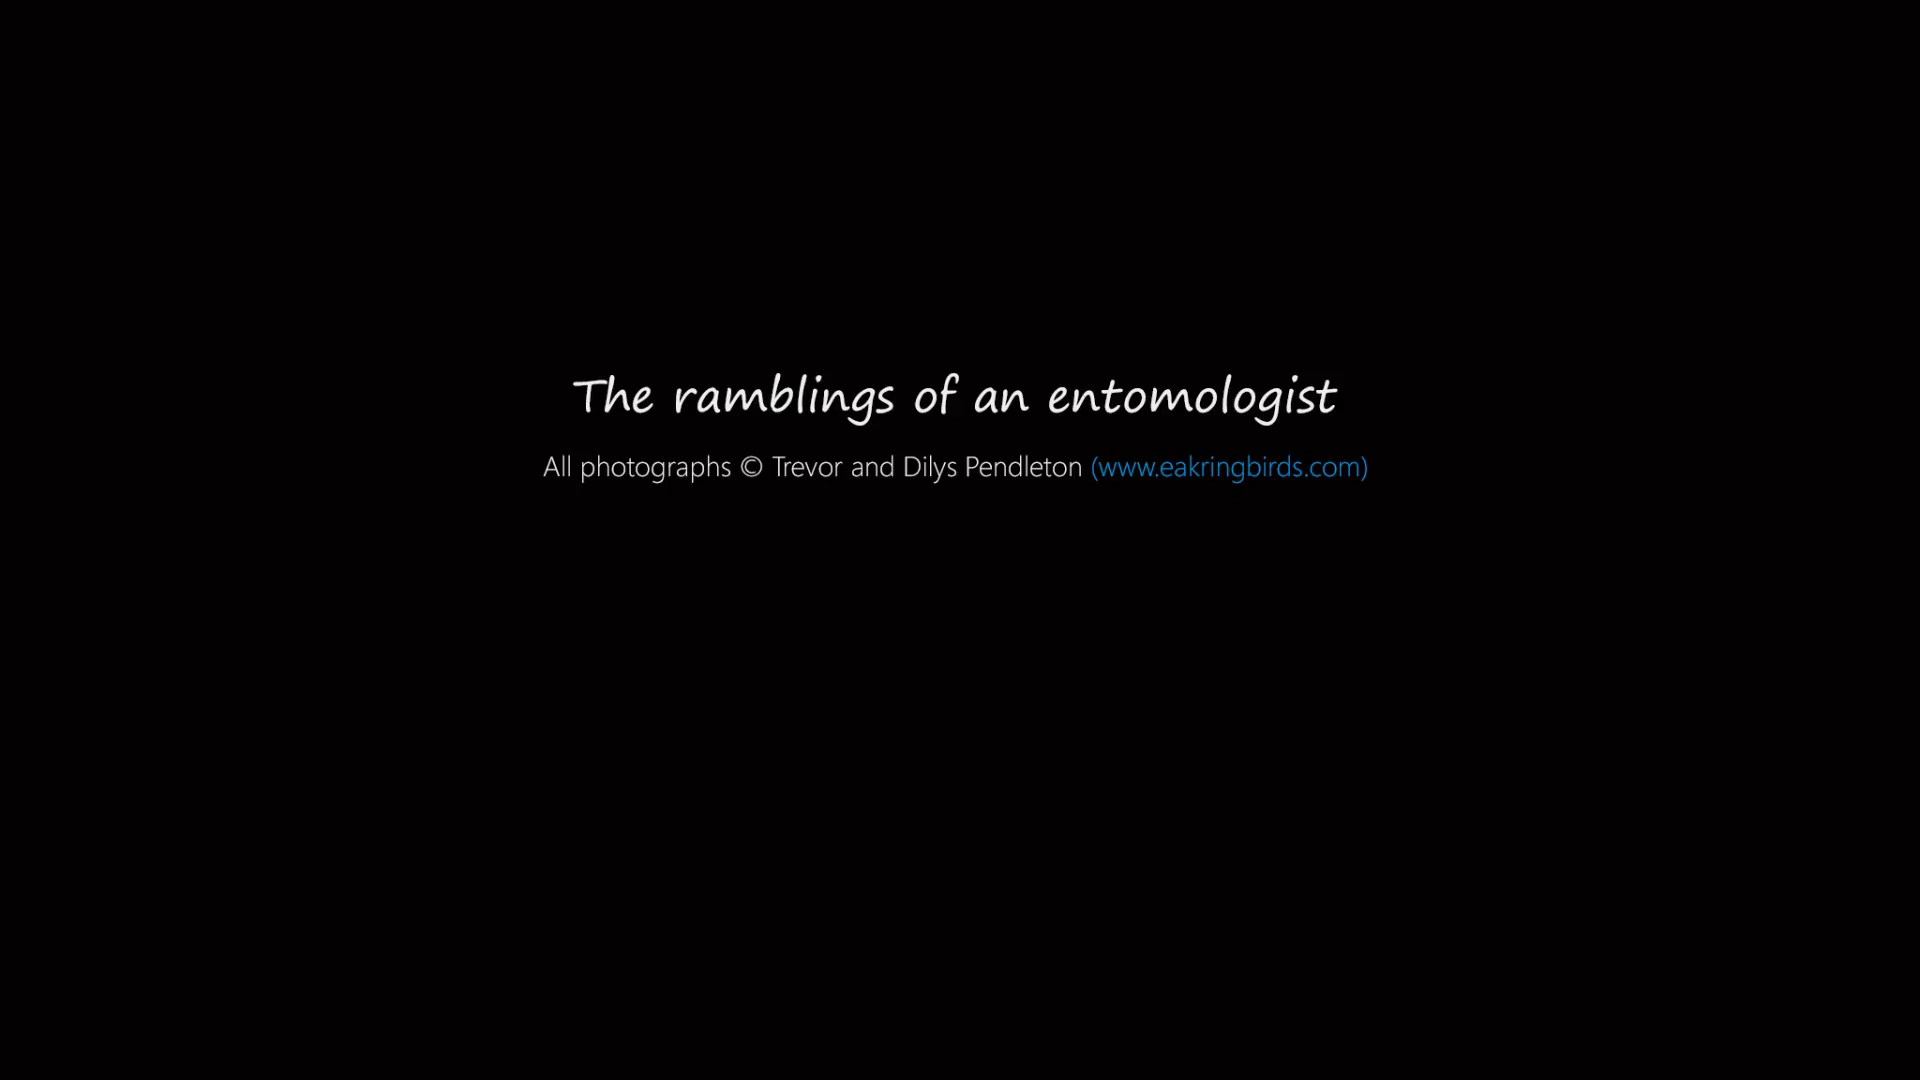 The ramblings of an entomologist
All photographs © Trevor and Dilys Pendleton (www.eakringbirds.com)